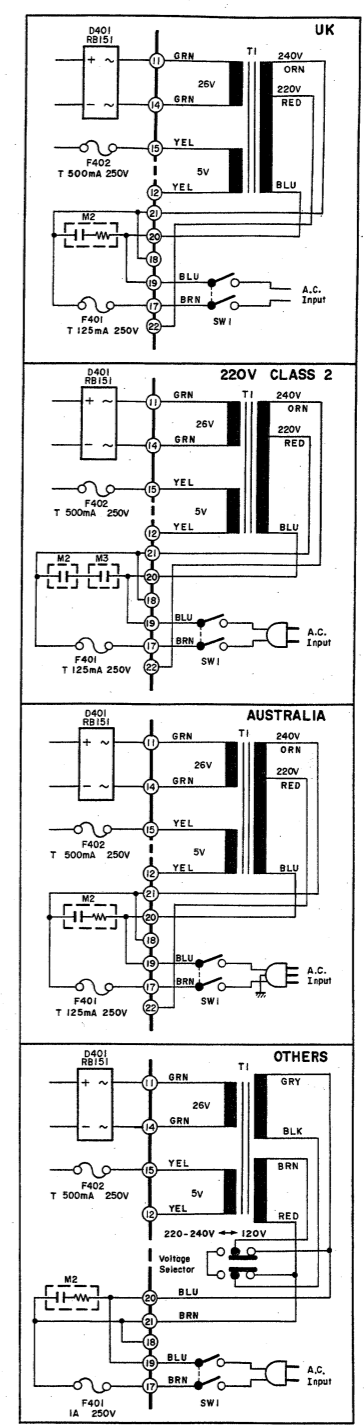 UK
D401
RB151
+ ~
- ~
11 GRN
14 GRN
26V
T1
240V
ORN
220V
RED
15 YEL
F402
T 500mA 250V
5V
12 YEL
BLU
M2
21
20
18
19 BLU
17 BRN
A.C.
Input
SW1
F401
T 125mA 250V
22
220V CLASS 2
D401
RB151
+ ~
- ~
11 GRN
14 GRN
26V
T1
240V
ORN
220V
RED
15 YEL
F402
T 500mA 250V
5V
12 YEL
BLU
M2 M3
21
20
18
19 BLU
17 BRN
A.C.
Input
SW1
F401
T 125mA 250V
22
AUSTRALIA
D401
RB151
+ ~
- ~
11 GRN
14 GRN
26V
T1
240V
ORN
220V
RED
15 YEL
F402
T 500mA 250V
5V
12 YEL
BLU
M2
21
20
18
19 BLU
17 BRN
A.C.
Input
SW1
F401
T 125mA 250V
22
OTHERS
D401
RB151
+ ~
- ~
11 GRN
14 GRN
26V
T1
GRY
BLK
BRN
15 YEL
F402
T 500mA 250V
5V
12 YEL
RED
220-240V ↔ 120V
Voltage
Selector
M2
20 BLU
21 BRN
18
19 BLU
17 BRN
A.C.
Input
SW1
F401
1A 250V